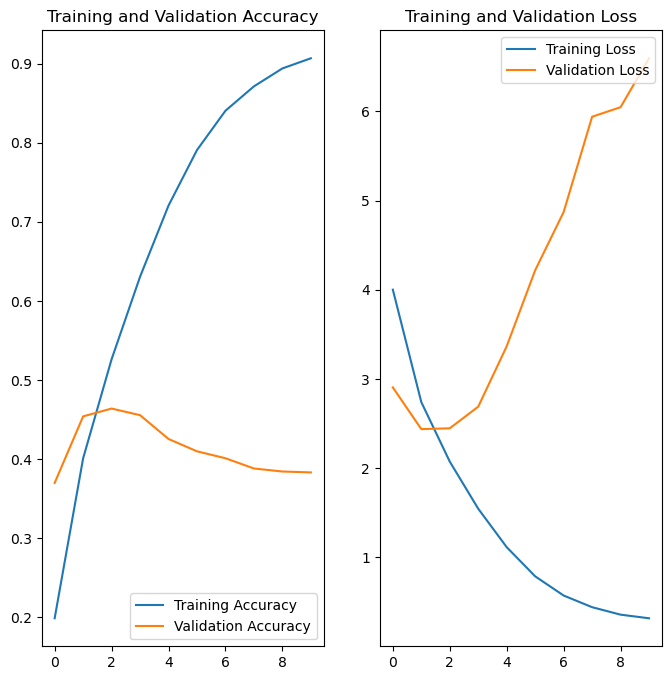 Training and Validation Accuracy
0.9
0.8
0.7
0.6
0.5
0.4
0.3
0.2
0 2 4 6 8
Training Accuracy
Validation Accuracy
Training and Validation Loss
Training Loss
Validation Loss
6
5
4
3
2
1
0 2 4 6 8